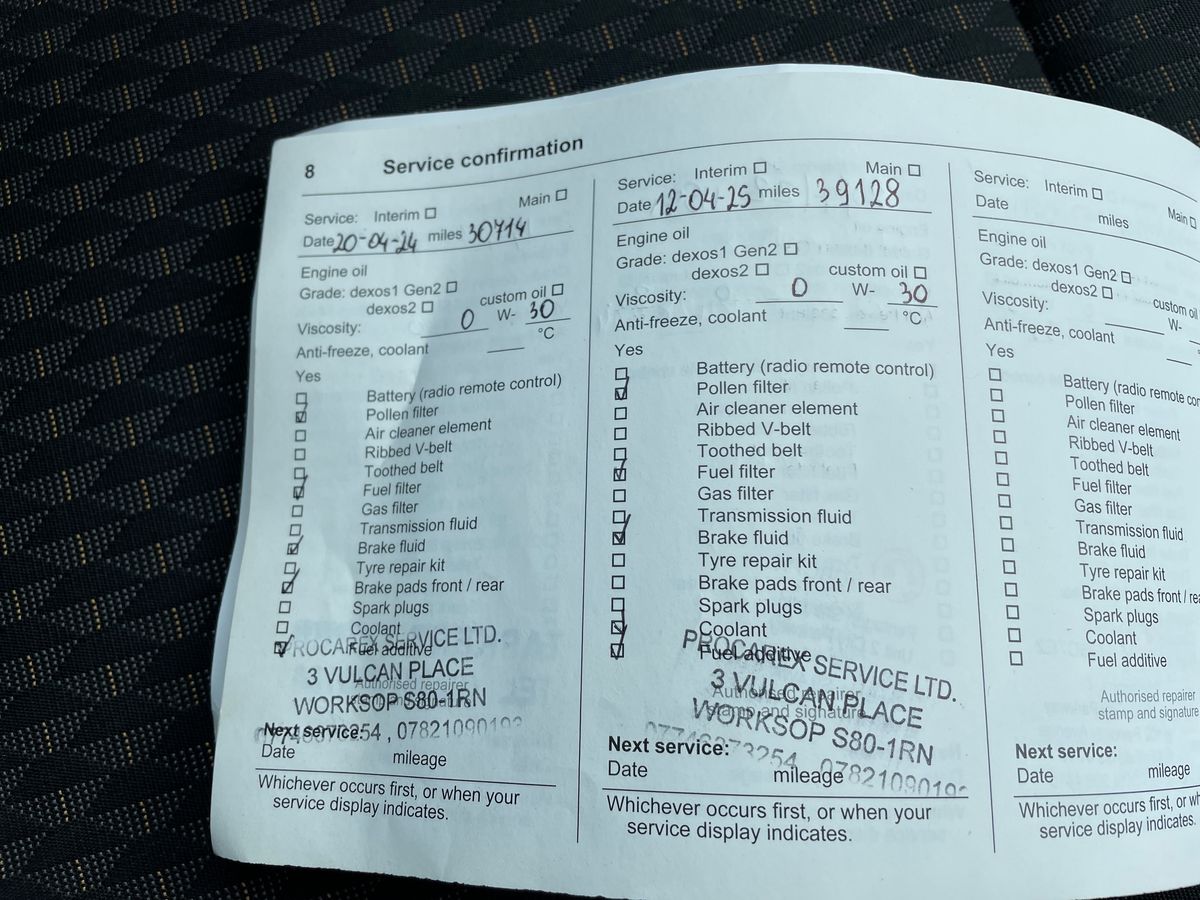 8 Service confirmation
Service: Interim ☐ Main ☐
Date 20-04-24 miles 30714
Engine oil
Grade: dexos1 Gen2 ☐
dexos2 ☐ custom oil ☐
Viscosity: 0 W- 30
Anti-freeze, coolant ____ °C
Yes
☐ Battery (radio remote control)
☑ Pollen filter
☐ Air cleaner element
☐ Ribbed V-belt
☐ Toothed belt
☑ Fuel filter
☐ Gas filter
☐ Transmission fluid
☑ Brake fluid
☐ Tyre repair kit
☑ Brake pads front / rear
☐ Spark plugs
☐ Coolant
☑ Fuel additive
PROCAREX SERVICE LTD.
3 VULCAN PLACE
Authorised repairer
WORKSOP S80-1RN
Next service:
Date mileage
Whichever occurs first, or when your
service display indicates.
Service: Interim ☐ Main ☐
Date 12-04-25 miles 39128
Engine oil
Grade: dexos1 Gen2 ☐
dexos2 ☐ custom oil ☐
Viscosity: 0 W- 30
Anti-freeze, coolant ____ °C
Yes
☐ Battery (radio remote control)
☑ Pollen filter
☐ Air cleaner element
☐ Ribbed V-belt
☐ Toothed belt
☑ Fuel filter
☐ Gas filter
☐ Transmission fluid
☑ Brake fluid
☐ Tyre repair kit
☐ Brake pads front / rear
☐ Spark plugs
☐ Coolant
☑ Fuel additive
PROCAREX SERVICE LTD.
3 VULCAN PLACE
Authorised repairer
stamp and signature
WORKSOP S80-1RN
Next service:
Date mileage
Whichever occurs first, or when your
service display indicates.
Service: Interim ☐ Main ☐
Date miles
Engine oil
Grade: dexos1 Gen2 ☐
dexos2 ☐ custom oil
Viscosity: ____ W-
Anti-freeze, coolant
Yes
☐ Battery (radio remote
☐ Pollen filter
☐ Air cleaner element
☐ Ribbed V-belt
☐ Toothed belt
☐ Fuel filter
☐ Gas filter
☐ Transmission fluid
☐ Brake fluid
☐ Tyre repair kit
☐ Brake pads front /
☐ Spark plugs
☐ Coolant
☐ Fuel additive
Authorised repairer
stamp and signature
Next service:
Date mileage
Whichever occurs first, or
service display indicates.